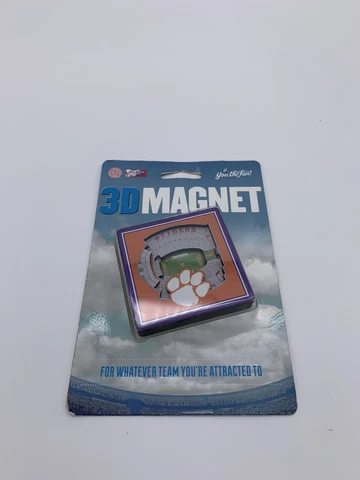 You the Fan!
3D MAGNET
FOR WHATEVER TEAM YOU'RE ATTRACTED TO